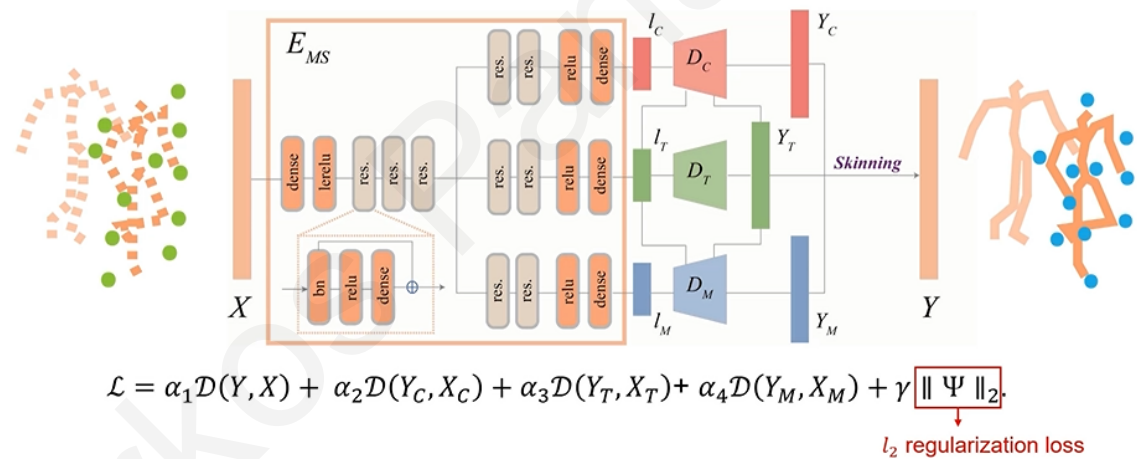 E_MS
res. res. relu dense
l_C
D_C
Y_C
dense lerelu res. res. res.
res. res. relu dense
l_T
D_T
Y_T
Skinning
bn relu dense
res. res. relu dense
l_M
D_M
Y_M
X
Y
ℒ = α₁𝒟(Y, X) + α₂𝒟(Y_C, X_C) + α₃𝒟(Y_T, X_T)+ α₄𝒟(Y_M, X_M) + γ ‖ Ψ ‖₂.
l₂ regularization loss